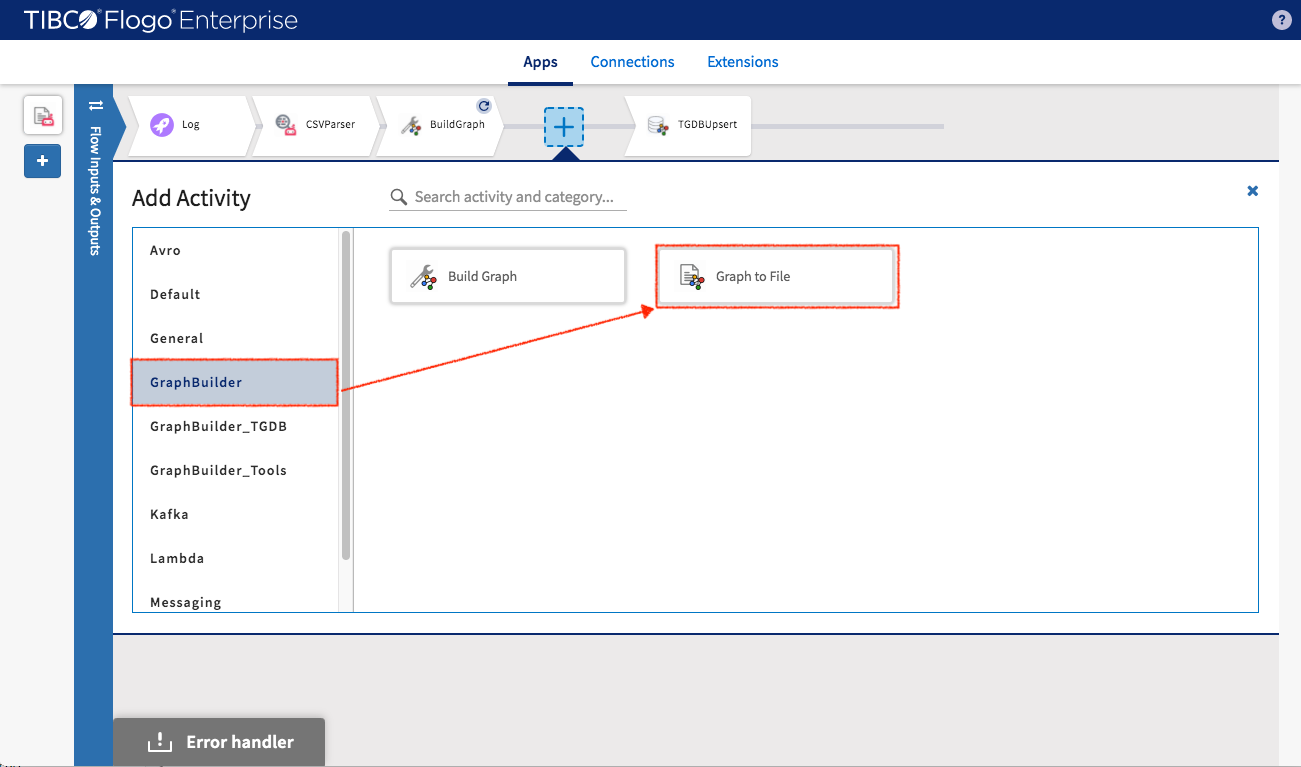 TIBCO® Flogo® Enterprise
?
Apps Connections Extensions
Flow Inputs & Outputs
Log
CSVParser
BuildGraph
TGDBUpsert
Add Activity
Search activity and category...
Avro
Default
General
GraphBuilder
GraphBuilder_TGDB
GraphBuilder_Tools
Kafka
Lambda
Messaging
Build Graph
Graph to File
Error handler